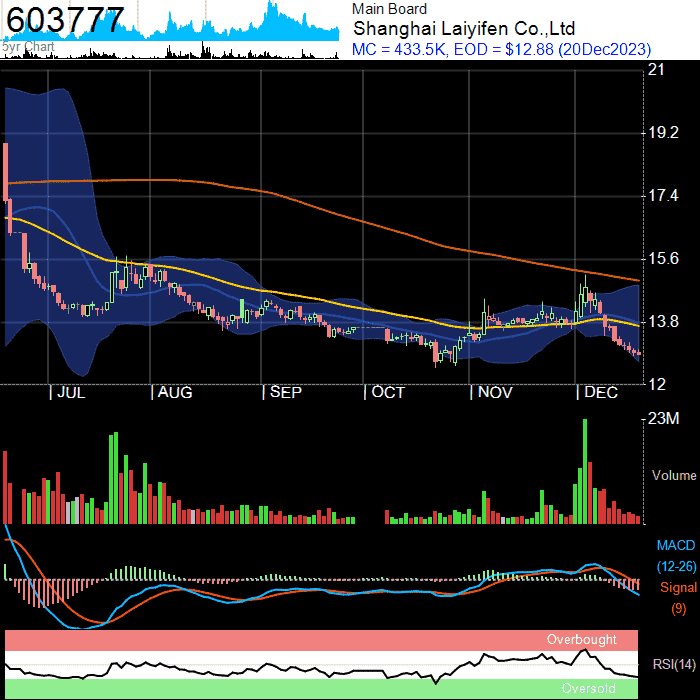 603777
5yr Chart
Main Board
Shanghai Laiyifen Co.,Ltd
MC = 433.5K, EOD = $12.88 (20Dec2023)
21
19.2
17.4
15.6
13.8
12
| JUL | AUG | SEP | OCT | NOV | DEC
23M
Volume
MACD
(12-26)
Signal
(9)
Overbought
RSI(14)
Oversold